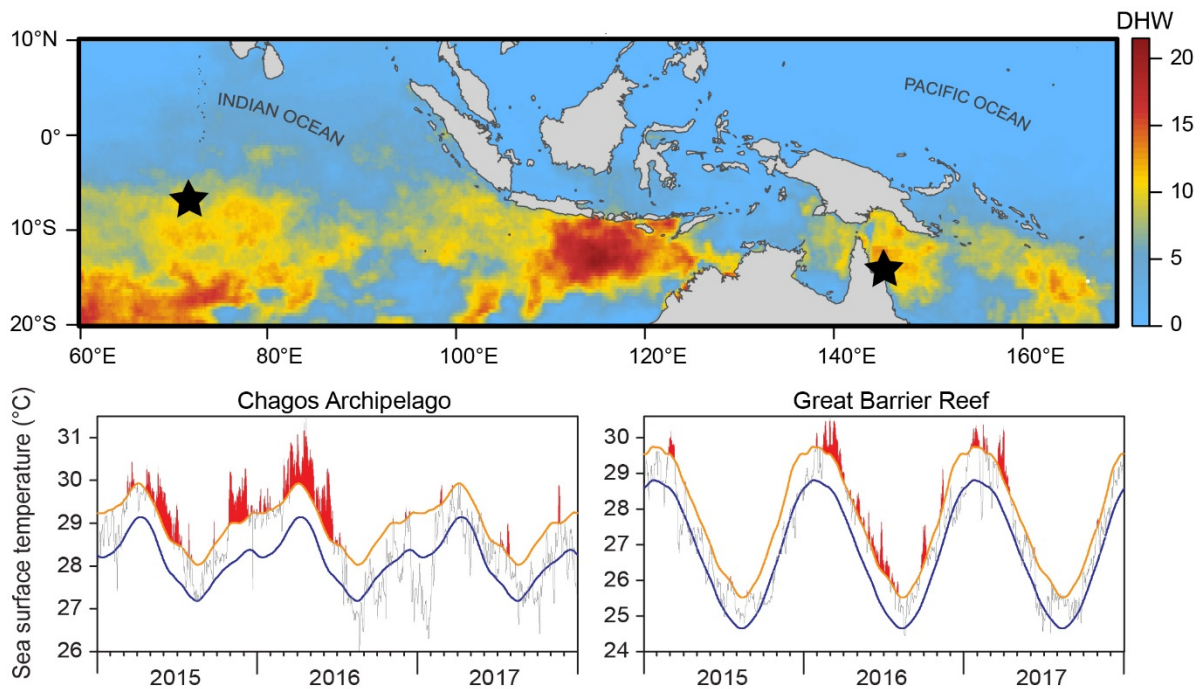 DHW
10°N
0°
10°S
20°S
INDIAN OCEAN
PACIFIC OCEAN
20
15
10
5
0
60°E
80°E
100°E
120°E
140°E
160°E
Chagos Archipelago
Great Barrier Reef
Sea surface temperature (°C)
31
30
29
28
27
26
30
29
28
27
26
25
24
2015
2016
2017
2015
2016
2017